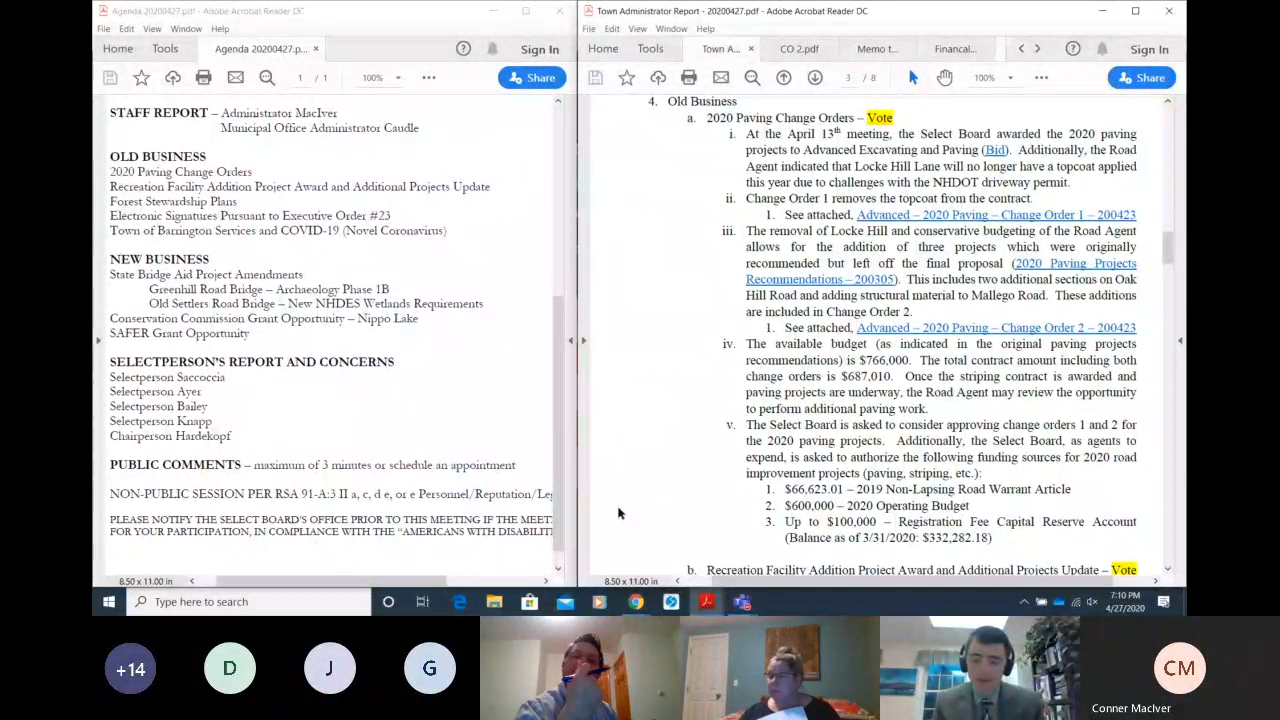 Agenda 20200427.pdf - Adobe Acrobat Reader DC
File Edit View Window Help
Home Tools Agenda 20200427.p... × Sign In
1 / 1 100% Share
STAFF REPORT – Administrator MacIver
Municipal Office Administrator Caudle
OLD BUSINESS
2020 Paving Change Orders
Recreation Facility Addition Project Award and Additional Projects Update
Forest Stewardship Plans
Electronic Signatures Pursuant to Executive Order #23
Town of Barrington Services and COVID-19 (Novel Coronavirus)
NEW BUSINESS
State Bridge Aid Project Amendments
Greenhill Road Bridge – Archaeology Phase 1B
Old Settlers Road Bridge – New NHDES Wetlands Requirements
Conservation Commission Grant Opportunity – Nippo Lake
SAFER Grant Opportunity
SELECTPERSON'S REPORT AND CONCERNS
Selectperson Saccoccia
Selectperson Ayer
Selectperson Bailey
Selectperson Knapp
Chairperson Hardekopf
PUBLIC COMMENTS – maximum of 3 minutes or schedule an appointment
NON-PUBLIC SESSION PER RSA 91-A:3 II a, c, d e, or e Personnel/Reputation/Leg
PLEASE NOTIFY THE SELECT BOARD'S OFFICE PRIOR TO THIS MEETING IF THE MEET
FOR YOUR PARTICIPATION, IN COMPLIANCE WITH THE "AMERICANS WITH DISABILIT
8.50 x 11.00 in
Town Administrator Report - 20200427.pdf - Adobe Acrobat Reader DC
File Edit View Window Help
Home Tools Town A... × CO 2.pdf Memo t... Financial... Sign In
3 / 8 100% Share
4. Old Business
a. 2020 Paving Change Orders – Vote
i. At the April 13th meeting, the Select Board awarded the 2020 paving
projects to Advanced Excavating and Paving (Bid). Additionally, the Road
Agent indicated that Locke Hill Lane will no longer have a topcoat applied
this year due to challenges with the NHDOT driveway permit.
ii. Change Order 1 removes the topcoat from the contract.
1. See attached, Advanced – 2020 Paving – Change Order 1 – 200423
iii. The removal of Locke Hill and conservative budgeting of the Road Agent
allows for the addition of three projects which were originally
recommended but left off the final proposal (2020 Paving Projects
Recommendations – 200305). This includes two additional sections on Oak
Hill Road and adding structural material to Mallego Road. These additions
are included in Change Order 2.
1. See attached, Advanced – 2020 Paving – Change Order 2 – 200423
iv. The available budget (as indicated in the original paving projects
recommendations) is $766,000. The total contract amount including both
change orders is $687,010. Once the striping contract is awarded and
paving projects are underway, the Road Agent may review the opportunity
to perform additional paving work.
v. The Select Board is asked to consider approving change orders 1 and 2 for
the 2020 paving projects. Additionally, the Select Board, as agents to
expend, is asked to authorize the following funding sources for 2020 road
improvement projects (paving, striping, etc.):
1. $66,623.01 – 2019 Non-Lapsing Road Warrant Article
2. $600,000 – 2020 Operating Budget
3. Up to $100,000 – Registration Fee Capital Reserve Account
(Balance as of 3/31/2020: $332,282.18)
b. Recreation Facility Addition Project Award and Additional Projects Update – Vote
8.50 x 11.00 in
Type here to search
7:10 PM
4/27/2020
+14 D J G CM
Conner MacIver